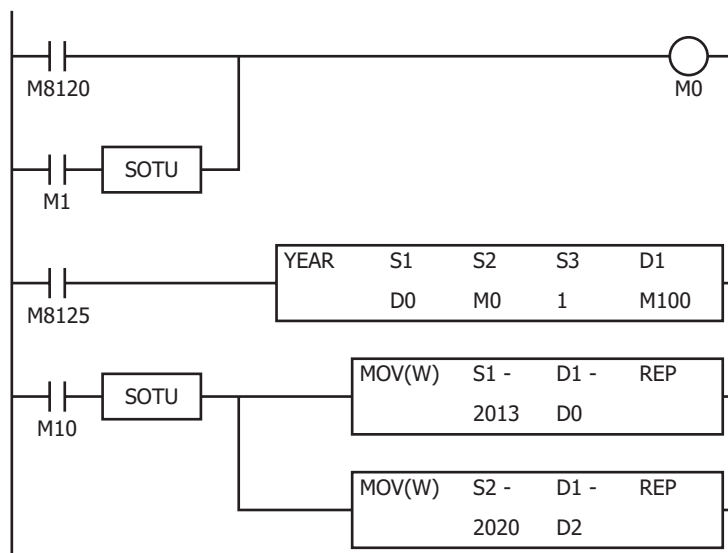 M8120
M0
SOTU
M1
YEAR S1 S2 S3 D1
D0 M0 1 M100
M8125
SOTU
M10
MOV(W) S1 - D1 - REP
2013 D0
MOV(W) S2 - D1 - REP
2020 D2